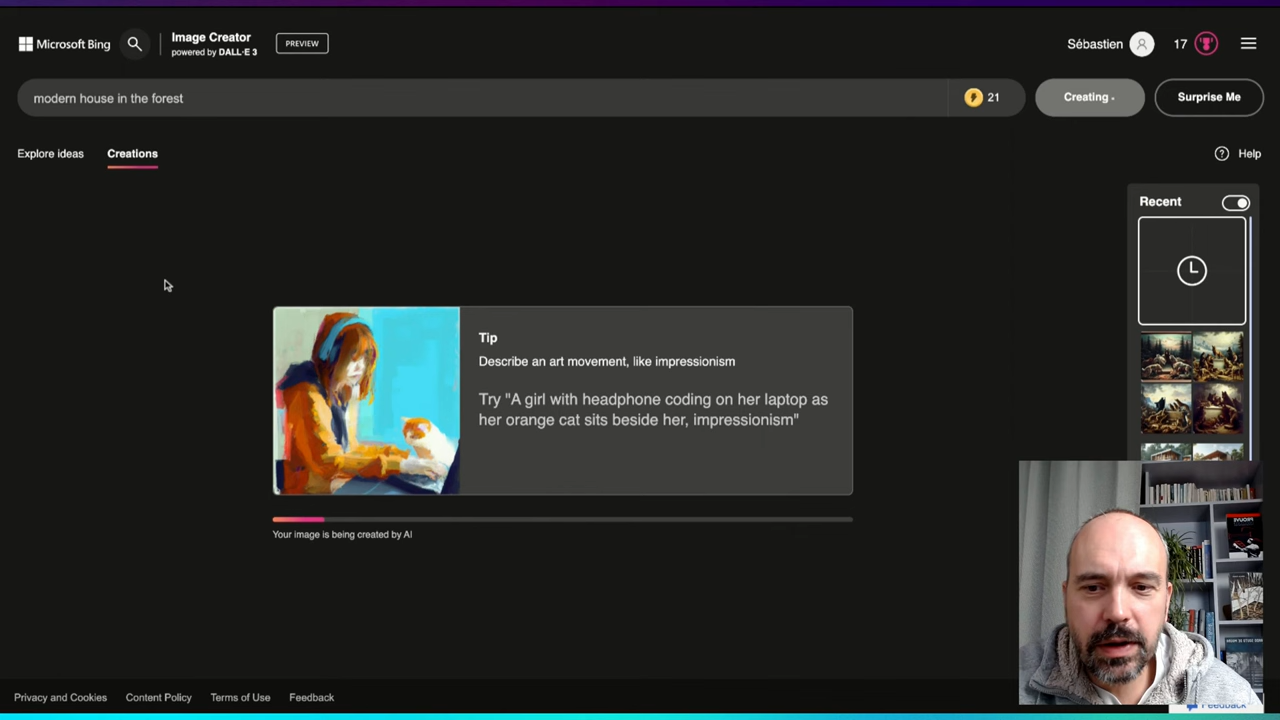 Microsoft Bing
Image Creator
powered by DALL·E 3
PREVIEW
Sébastien
17
modern house in the forest
21
Creating
Surprise Me
Explore ideas
Creations
Help
Recent
Tip
Describe an art movement, like impressionism
Try "A girl with headphone coding on her laptop as
her orange cat sits beside her, impressionism"
Your image is being created by AI
Privacy and Cookies
Content Policy
Terms of Use
Feedback
Feedback